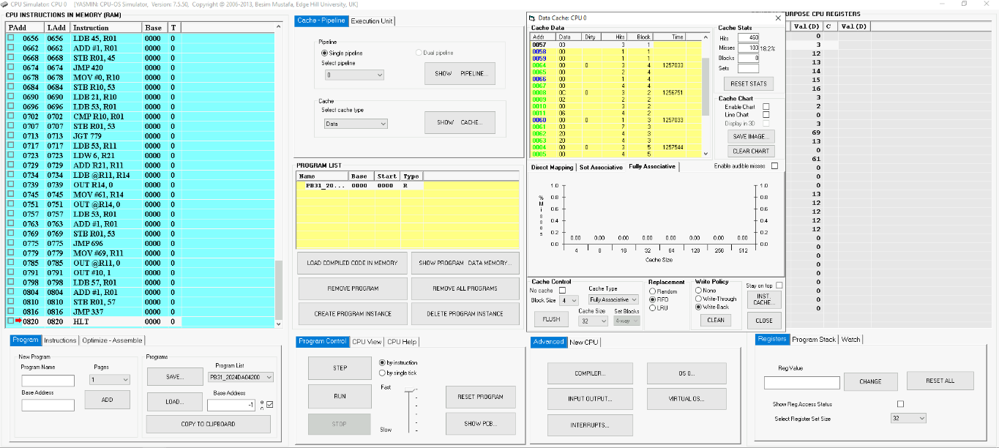 CPU Simulator: CPU 0 [YASMIN: CPU-OS Simulator, Version: 7.5.50, Copyright @ 2006-2013, Besim Mustafa, Edge Hill University, UK]
CPU INSTRUCTIONS IN MEMORY (RAM)
PAdd LAdd Instruction Base T
0656 0656 LDB 45, R01 0000 0
0662 0662 ADD #1, R01 0000 0
0668 0668 STB R01, 45 0000 0
0674 0674 JMP 420 0000 0
0678 0678 MOV #0, R10 0000 0
0684 0684 STB R10, 53 0000 0
0690 0690 LDB 21, R10 0000 0
0696 0696 LDB 53, R01 0000 0
0702 0702 CMP R10, R01 0000 0
0707 0707 STB R01, 53 0000 0
0713 0713 JGT 779 0000 0
0717 0717 LDB 53, R11 0000 0
0723 0723 LDW 6, R21 0000 0
0729 0729 ADD R21, R11 0000 0
0734 0734 LDB @R11, R14 0000 0
0739 0739 OUT R14, 0 0000 0
0745 0745 MOV #61, R14 0000 0
0751 0751 OUT @R14, 0 0000 0
0757 0757 LDB 53, R01 0000 0
0763 0763 ADD #1, R01 0000 0
0769 0769 STB R01, 53 0000 0
0775 0775 JMP 696 0000 0
0779 0779 MOV #69, R11 0000 0
0785 0785 OUT @R11, 0 0000 0
0791 0791 OUT #10, 1 0000 0
0798 0798 LDB 57, R01 0000 0
0804 0804 ADD #1, R01 0000 0
0810 0810 STB R01, 57 0000 0
0816 0816 JMP 337 0000 0
0820 0820 HLT 0000 0
Program Instructions Optimize - Assemble
New Program
Program Name Pages
1
Base Address
ADD
Programs
SAVE...
Program List
PB31_2024DA04200
LOAD...
Base Address
-1
COPY TO CLIPBOARD
Cache - Pipeline Execution Unit
Pipeline
Single pipeline Dual pipeline
Select pipeline
0
SHOW PIPELINE...
Cache
Select cache type
Data
SHOW CACHE...
PROGRAM LIST
Name Base Start Type
PB31_20... 0000 0000 R
LOAD COMPILED CODE IN MEMORY
SHOW PROGRAM DATA MEMORY...
REMOVE PROGRAM
REMOVE ALL PROGRAMS
CREATE PROGRAM INSTANCE
DELETE PROGRAM INSTANCE
Program Control CPU View CPU Help
STEP
RUN
STOP
by instruction
by single tick
Fast
Slow
RESET PROGRAM
SHOW PCB...
Data Cache: CPU 0
Cache Data
Addr Data Dirty Hits Block Time
0057 03 3 1
0058 00 1 1
0059 00 1 1
0064 00 0 3 4 1257033
0065 00 2 4
0066 00 1 4
0067 00 4 4
0008 0C 0 3 2 1256751
0009 02 2 2
0010 00 3 2
0011 06 4 2
0060 00 0 1 3 1257033
0061 03 7 3
0062 20 4 3
0063 20 4 3
0004 00 0 3 5 1257544
0005 00 4 5
Cache Stats
Hits 460
Misses 103 18.2%
Blocks 8
Sets
RESET STATS
Cache Chart
Enable Chart
Line Chart
Display in 3D
SAVE IMAGE...
CLEAR CHART
Direct Mapping Set Associative Fully Associative
Enable audible misses
% Misses
1.0 1.0
0.8 0.8
0.6 0.6
0.4 0.4
0.2 0.2
0.0 0.0
0.00 0.00 0.00 0.00 0.00 0.00 0.00 0.00
4 8 16 32 64 128 256 512
Cache Size
Cache Control
No cache
Block Size 4
FLUSH
Cache Type
Fully Associative
Cache Size Set Blocks
32 4-way
Replacement
Random
FIFO
LRU
Write Policy
None
Write-Through
Write-Back
CLEAN
Stay on top
INST. CACHE...
CLOSE
Advanced New CPU
COMPILER...
OS 0...
INPUT OUTPUT...
VIRTUAL OS...
INTERRUPTS...
PURPOSE CPU REGISTERS
Val (D) C Val (D)
0
3
12
13
14
15
16
3
2
0
3
69
13
0
61
0
0
0
13
12
12
12
13
0
0
0
0
0
0
0
0
0
Registers Program Stack Watch
Reg Value
CHANGE
RESET ALL
Show Reg Access Status
Select Register Set Size
32